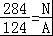 284/124 = N/A